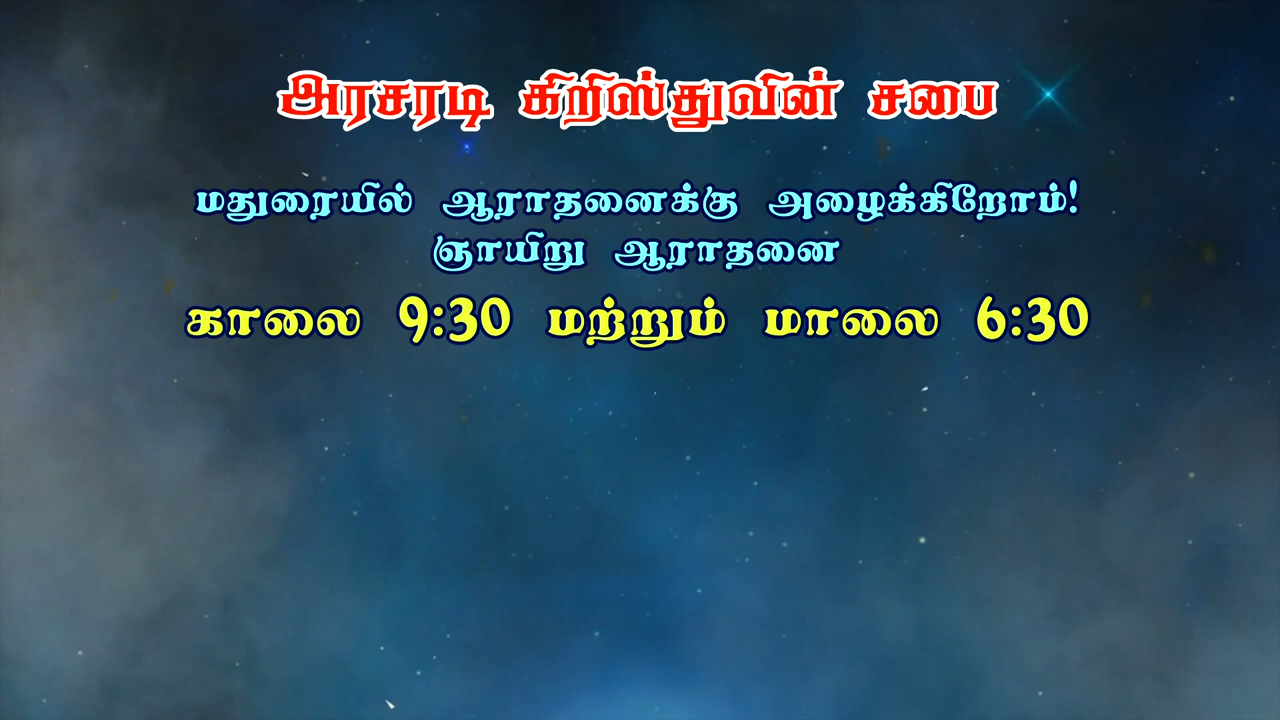 அரசரடி கிறிஸ்துவின் சபை
மதுரையில் ஆராதனைக்கு அழைக்கிறோம்!
ஞாயிறு ஆராதனை
காலை 9:30 மற்றும் மாலை 6:30